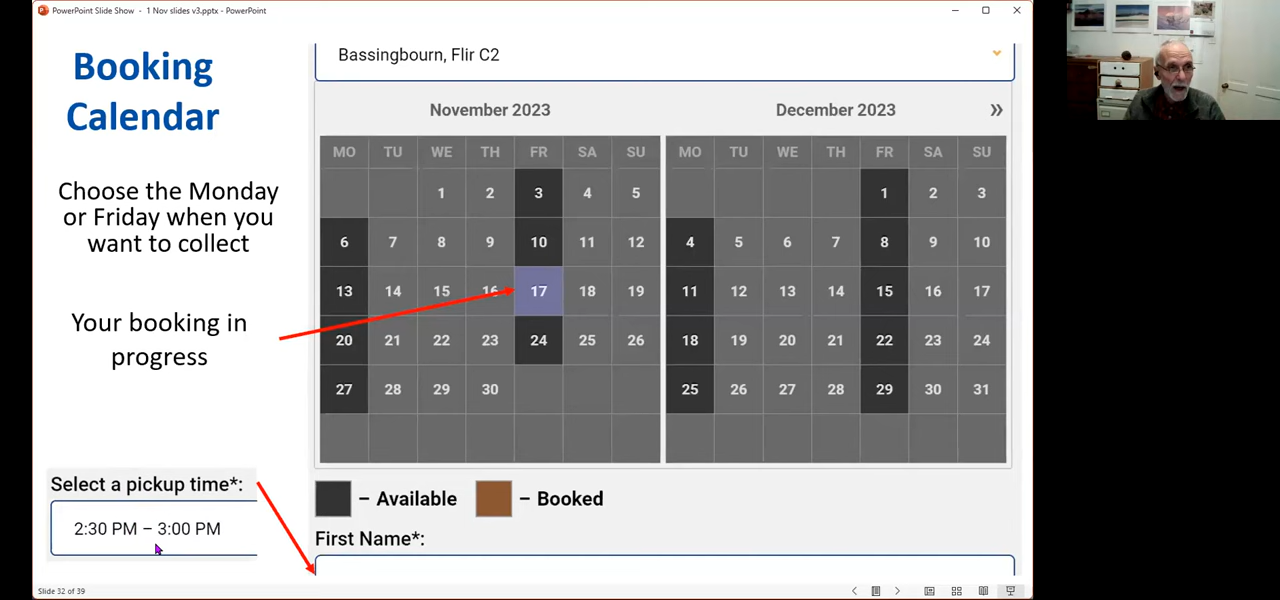 PowerPoint Slide Show - 1 Nov slides v3.pptx - PowerPoint
Booking
Calendar
Choose the Monday
or Friday when you
want to collect
Your booking in
progress
Select a pickup time*:
2:30 PM – 3:00 PM
Bassingbourn, Flir C2
November 2023
MO TU WE TH FR SA SU
1 2 3 4 5
6 7 8 9 10 11 12
13 14 15 16 17 18 19
20 21 22 23 24 25 26
27 28 29 30
December 2023 »
MO TU WE TH FR SA SU
1 2 3
4 5 6 7 8 9 10
11 12 13 14 15 16 17
18 19 20 21 22 23 24
25 26 27 28 29 30 31
– Available – Booked
First Name*:
Slide 32 of 39